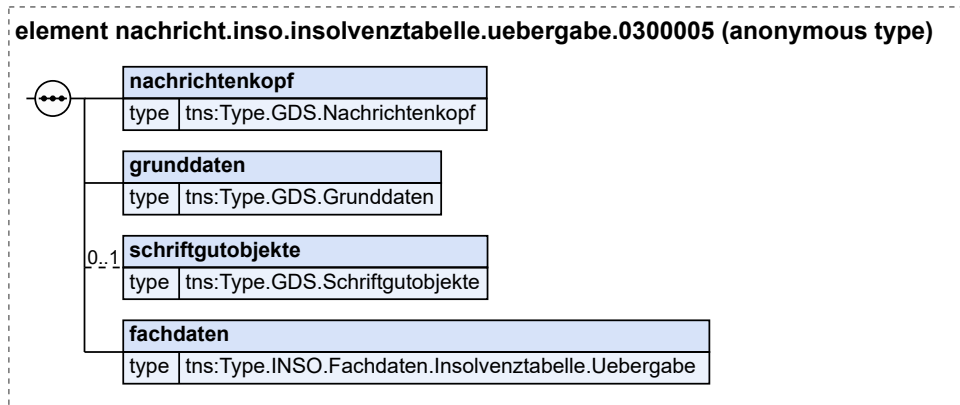 element nachricht.inso.insolvenztabelle.uebergabe.0300005 (anonymous type)
nachrichtenkopf
type tns:Type.GDS.Nachrichtenkopf
grunddaten
type tns:Type.GDS.Grunddaten
0..1 schriftgutobjekte
type tns:Type.GDS.Schriftgutobjekte
fachdaten
type tns:Type.INSO.Fachdaten.Insolvenztabelle.Uebergabe